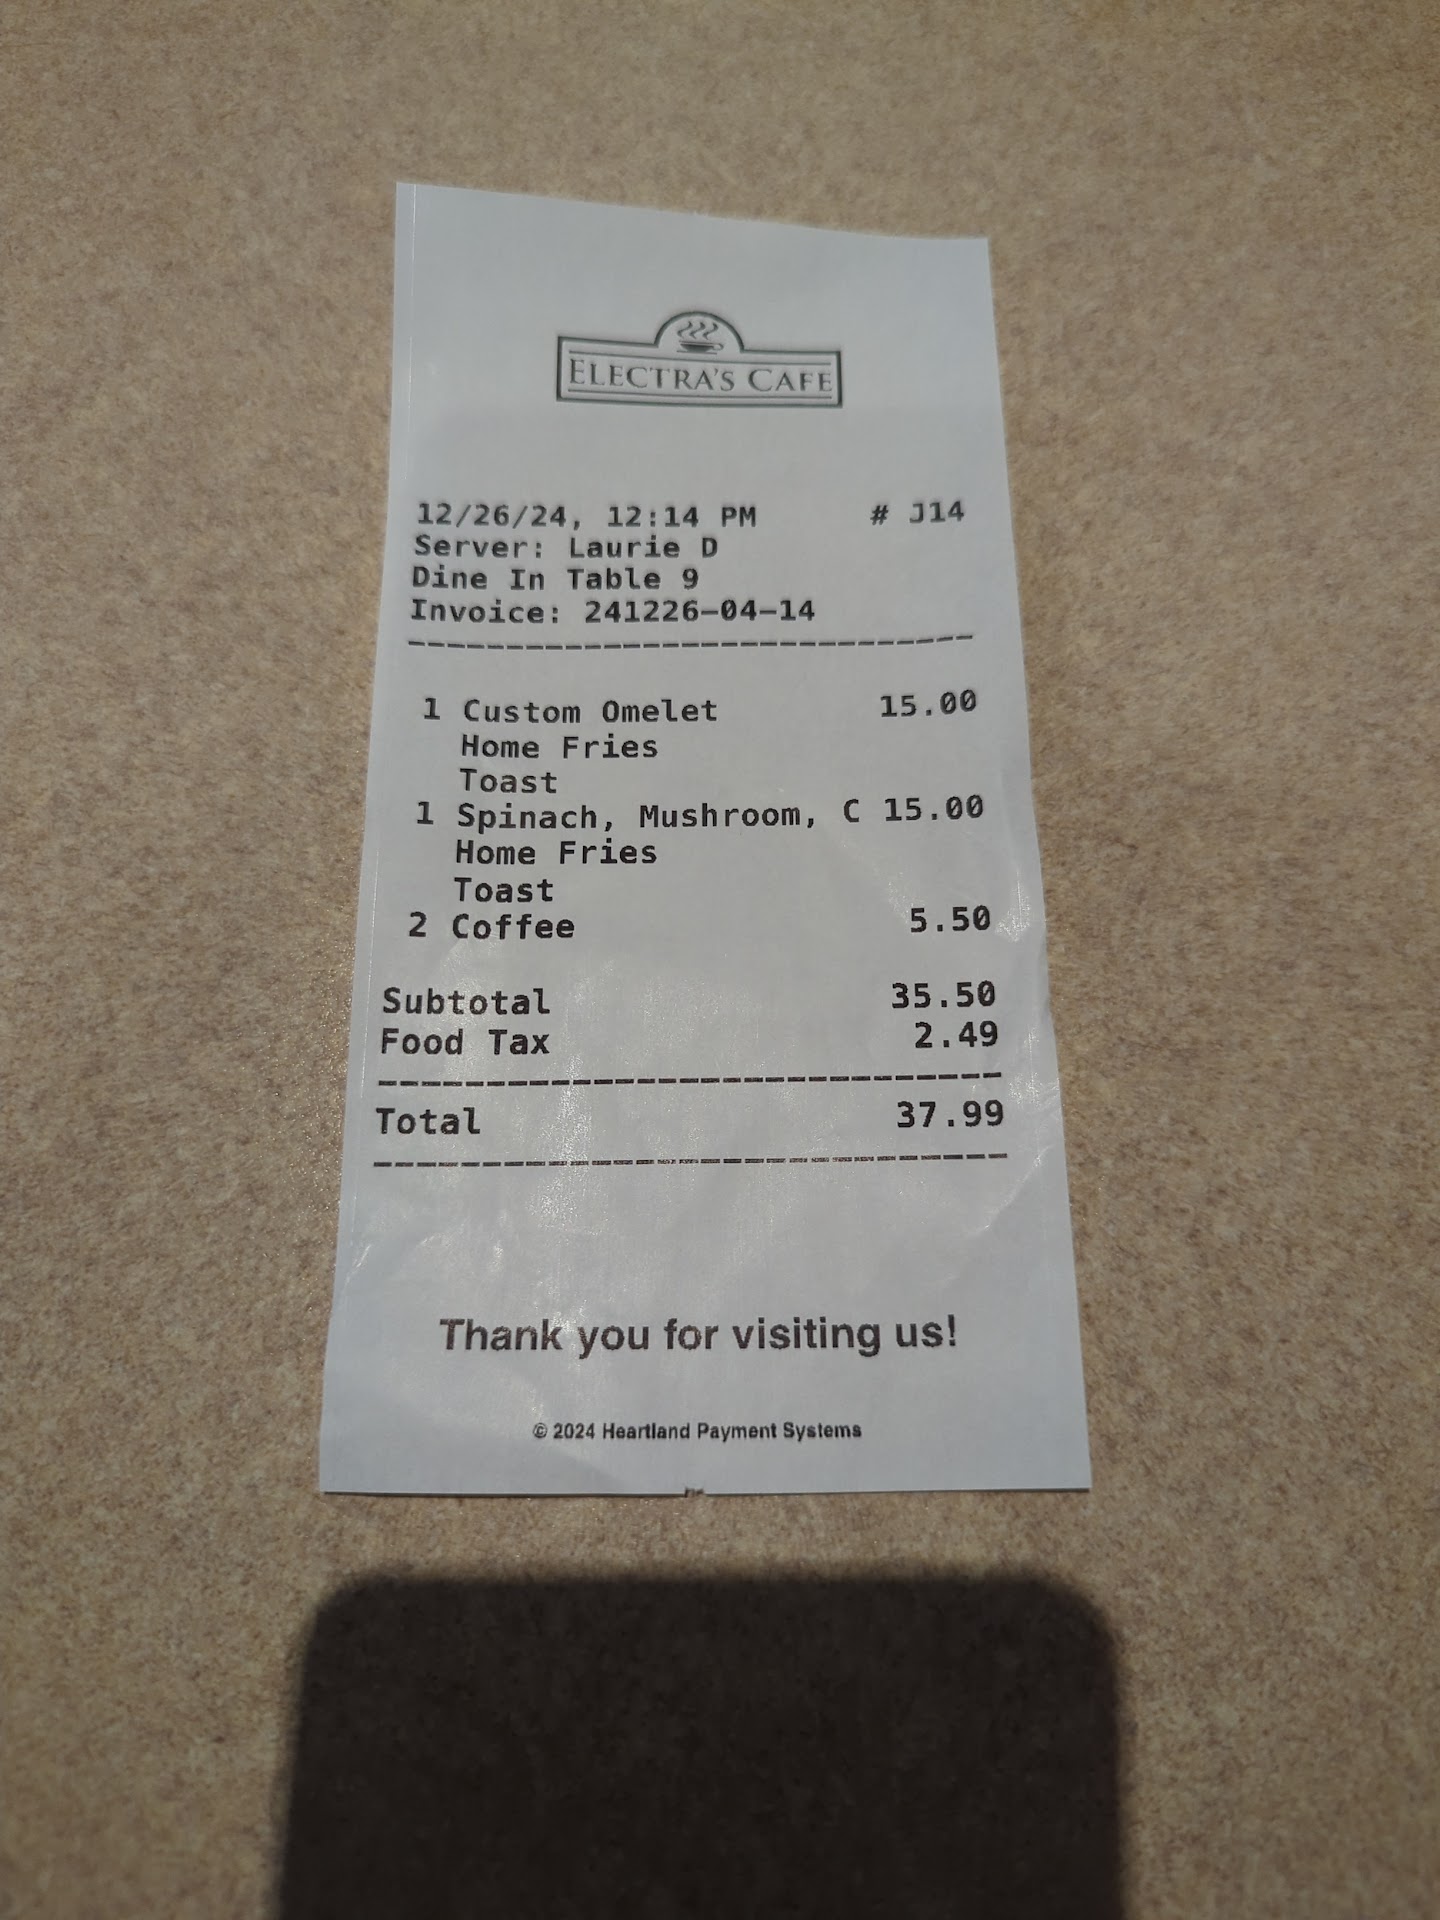 ELECTRA'S CAFE
12/26/24, 12:14 PM # J14
Server: Laurie D
Dine In Table 9
Invoice: 241226-04-14
1 Custom Omelet 15.00
Home Fries
Toast
1 Spinach, Mushroom, C 15.00
Home Fries
Toast
2 Coffee 5.50
Subtotal 35.50
Food Tax 2.49
Total 37.99
Thank you for visiting us!
© 2024 Heartland Payment Systems